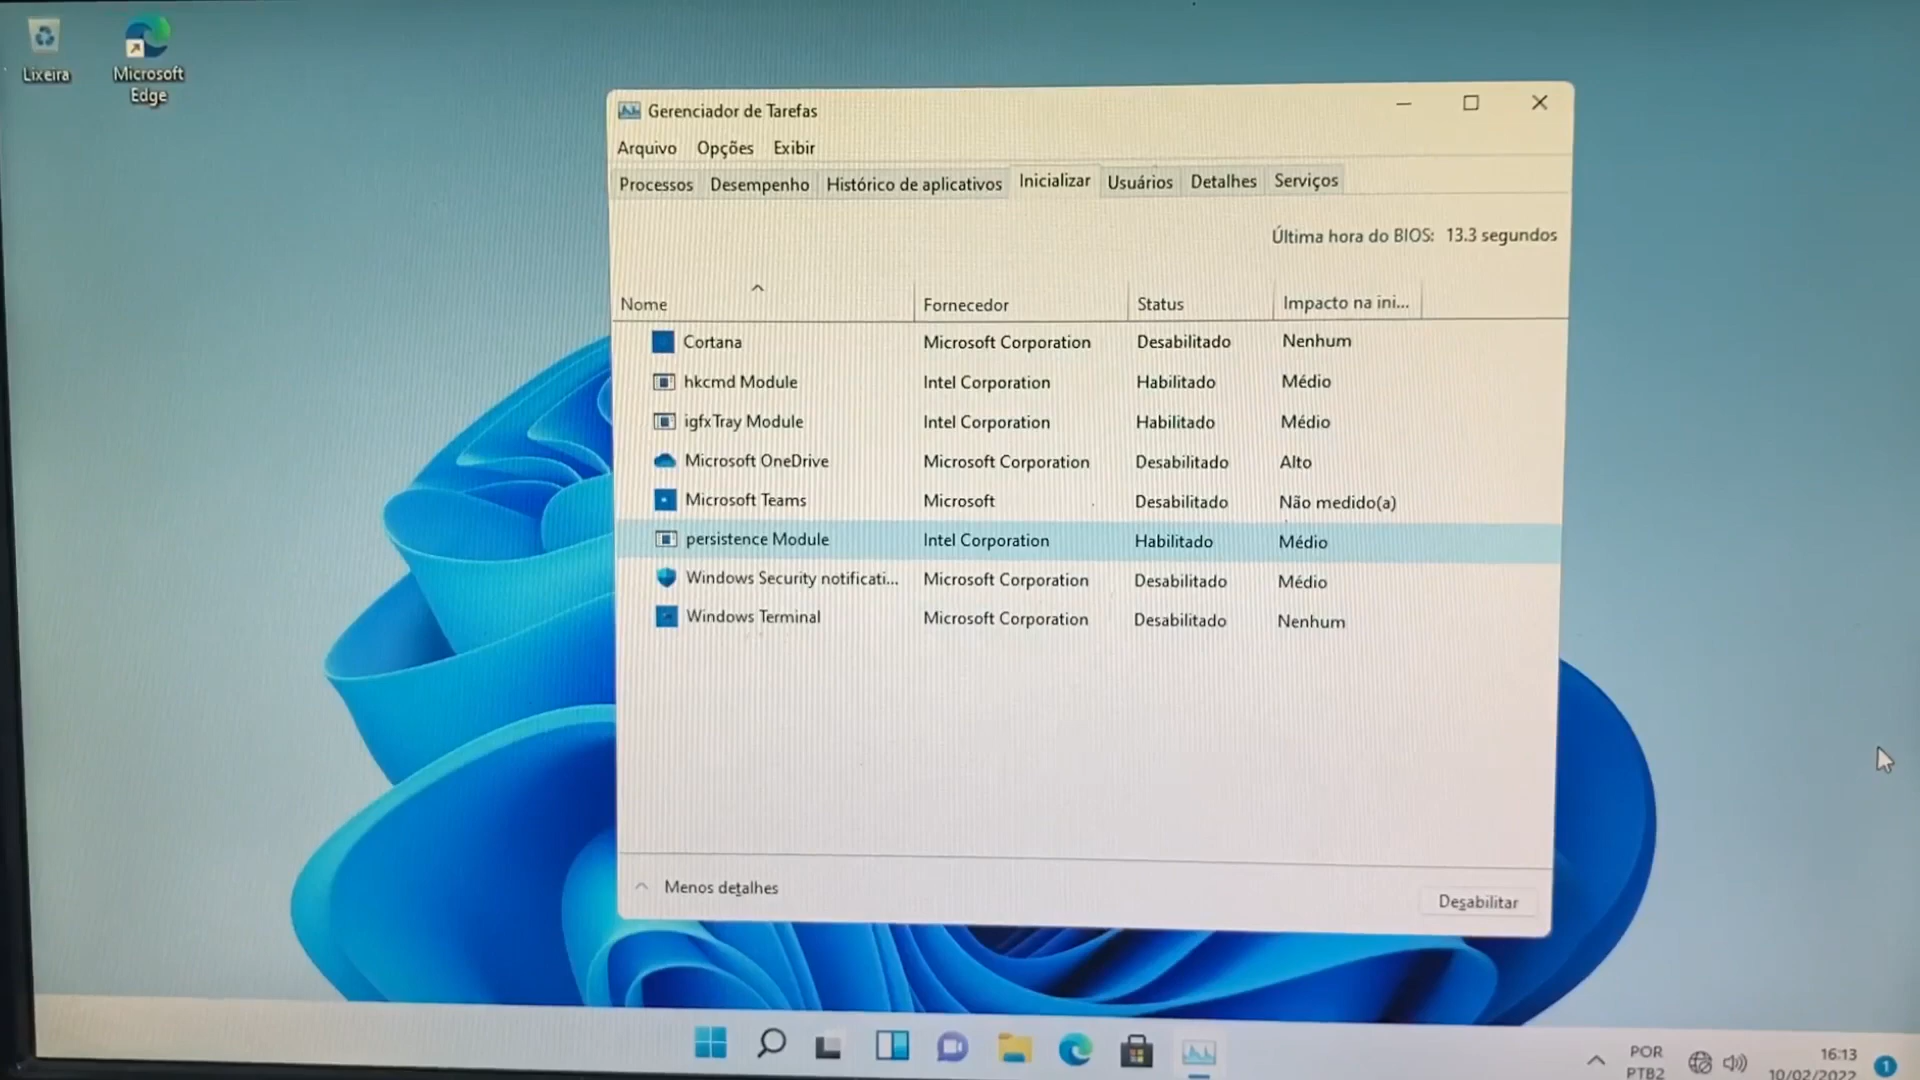 Lixeira
Microsoft
Edge
Gerenciador de Tarefas
Arquivo Opções Exibir
Processos Desempenho Histórico de aplicativos Inicializar Usuários Detalhes Serviços
Última hora do BIOS: 13.3 segundos
Nome Fornecedor Status Impacto na ini...
Cortana Microsoft Corporation Desabilitado Nenhum
hkcmd Module Intel Corporation Habilitado Médio
igfxTray Module Intel Corporation Habilitado Médio
Microsoft OneDrive Microsoft Corporation Desabilitado Alto
Microsoft Teams Microsoft Desabilitado Não medido(a)
persistence Module Intel Corporation Habilitado Médio
Windows Security notificati... Microsoft Corporation Desabilitado Médio
Windows Terminal Microsoft Corporation Desabilitado Nenhum
Menos detalhes
Desabilitar
POR 16:13
PTB2 10/02/2022 1